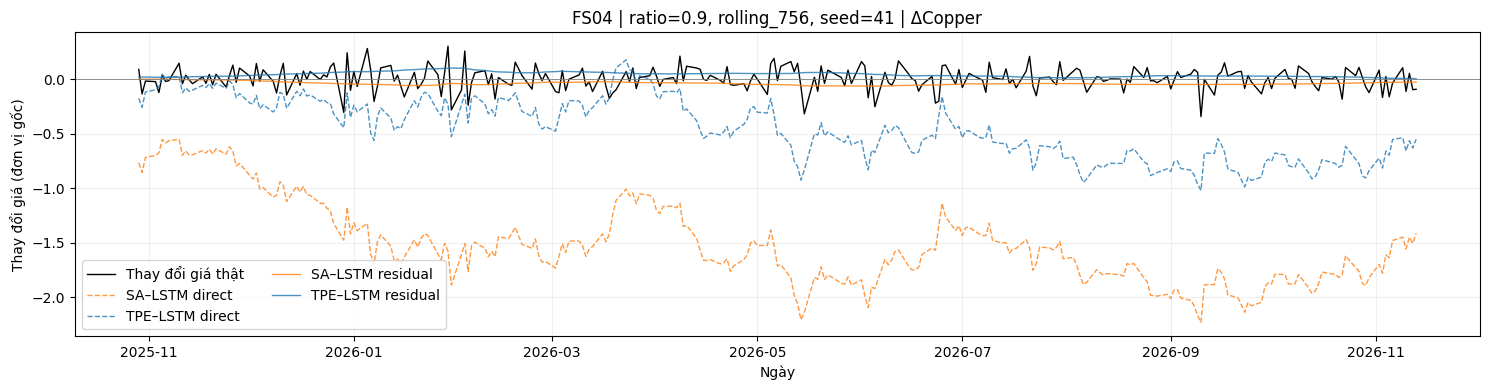 FS04 | ratio=0.9, rolling_756, seed=41 | ΔCopper
Thay đổi giá (đơn vị gốc)
0.0
−0.5
−1.0
−1.5
−2.0
Thay đổi giá thật
SA–LSTM direct
TPE–LSTM direct
SA–LSTM residual
TPE–LSTM residual
2025-11
2026-01
2026-03
2026-05
2026-07
2026-09
2026-11
Ngày